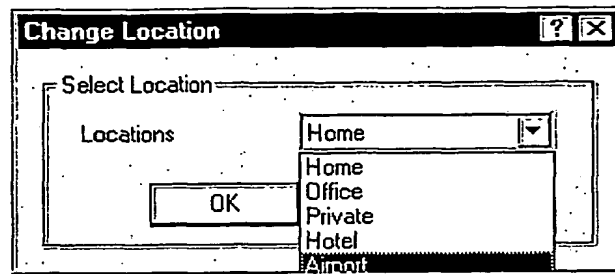 Change Location ? X
Select Location
Locations Home
Home
Office
OK
Private
Hotel
Airport